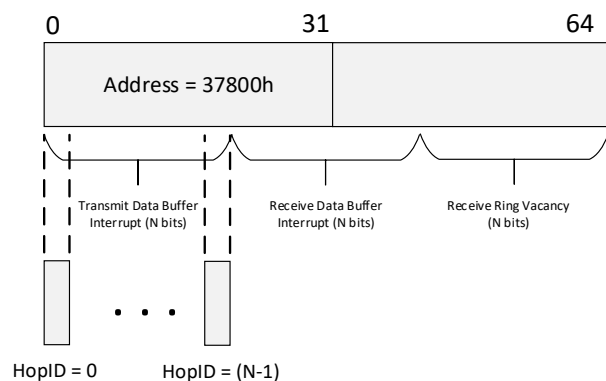 0 31 64
Address = 37800h
Transmit Data Buffer
Interrupt (N bits)
Receive Data Buffer
Interrupt (N bits)
Receive Ring Vacancy
(N bits)
. . .
HopID = 0 HopID = (N-1)